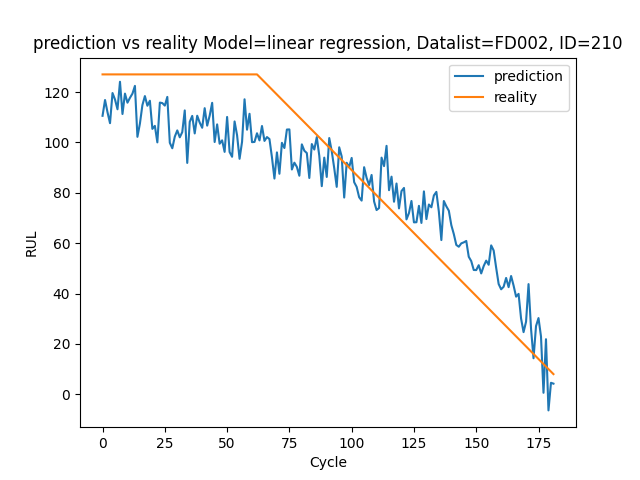 prediction vs reality Model=linear regression, Datalist=FD002, ID=210
prediction
reality
RUL
120
100
80
60
40
20
0
0 25 50 75 100 125 150 175
Cycle